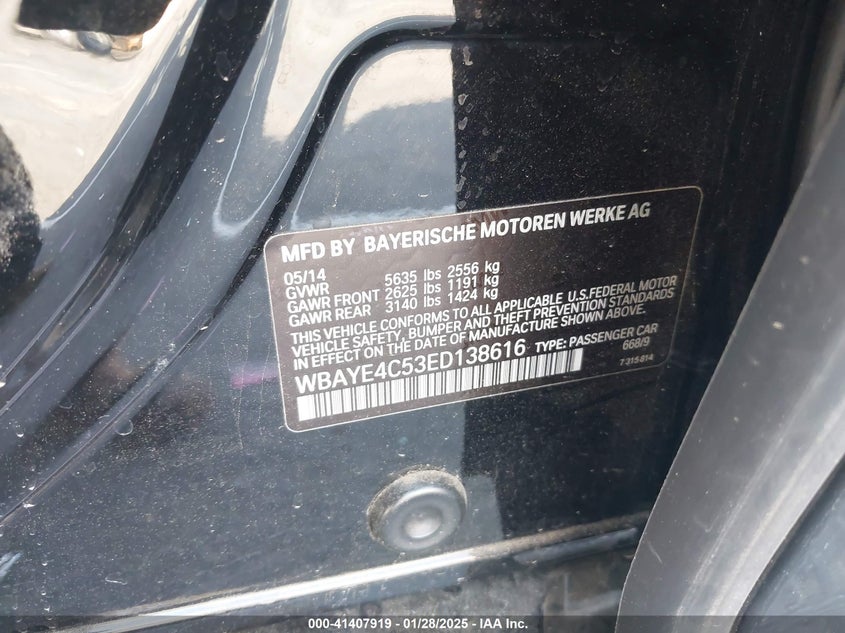 MFD BY BAYERISCHE MOTOREN WERKE AG
05/14
GVWR 5635 lbs 2556 kg
GAWR FRONT 2625 lbs 1191 kg
GAWR REAR 3140 lbs 1424 kg
THIS VEHICLE CONFORMS TO ALL APPLICABLE U.S.FEDERAL MOTOR
VEHICLE SAFETY, BUMPER AND THEFT PREVENTION STANDARDS
IN EFFECT ON THE DATE OF MANUFACTURE SHOWN ABOVE.
WBAYE4C53ED138616 TYPE: PASSENGER CAR
668/9
7 315 814
000-41407919 | 01/28/2025 | IAA Inc.